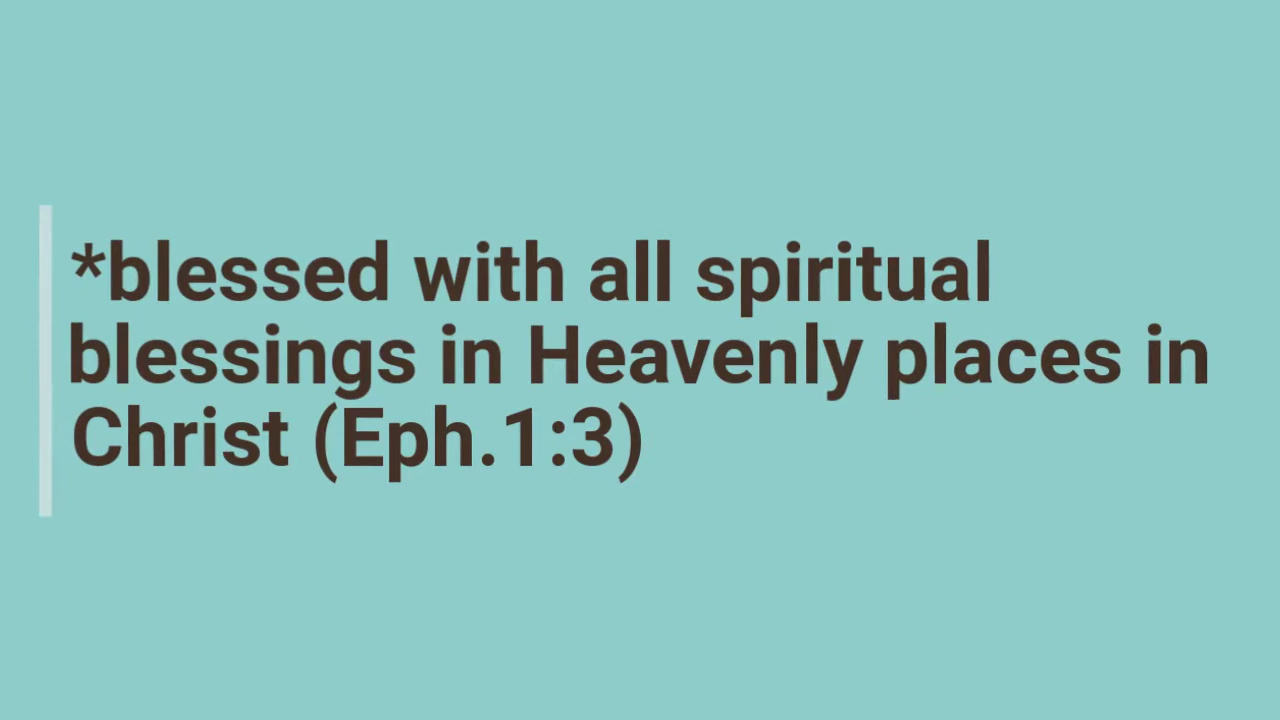 *blessed with all spiritual
blessings in Heavenly places in
Christ (Eph.1:3)